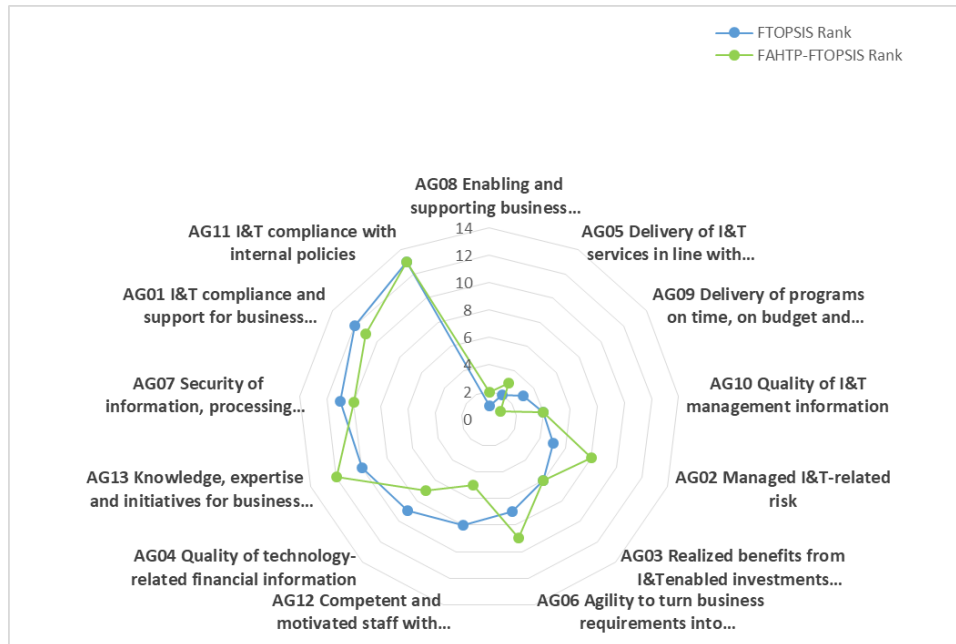 FTOPSIS Rank
FAHTP-FTOPSIS Rank
AG08 Enabling and
supporting business...
AG05 Delivery of I&T
services in line with...
AG09 Delivery of programs
on time, on budget and...
AG10 Quality of I&T
management information
AG02 Managed I&T-related
risk
AG03 Realized benefits from
I&Tenabled investments...
AG06 Agility to turn business
requirements into...
AG12 Competent and
motivated staff with...
AG04 Quality of technology-
related financial information
AG13 Knowledge, expertise
and initiatives for business...
AG07 Security of
information, processing...
AG01 I&T compliance and
support for business...
AG11 I&T compliance with
internal policies
14
12
10
8
6
4
2
0